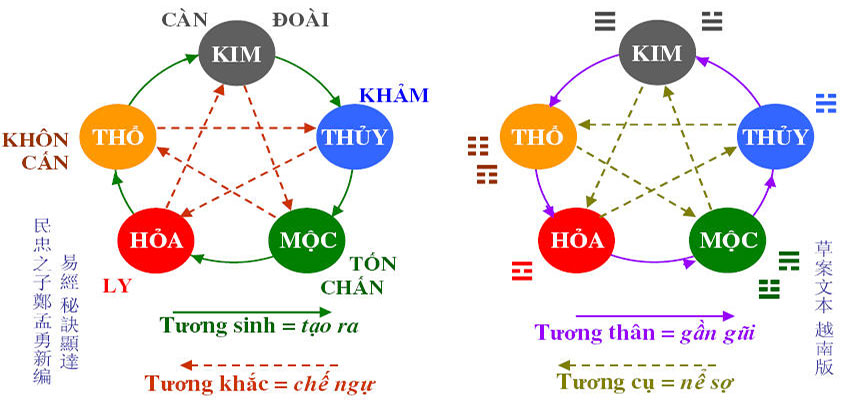 CÀN
ĐOÀI
KIM
KHẢM
THỔ
THỦY
KHÔN
CẤN
HỎA
MỘC
LY
TỐN
CHẤN
易經 秘訣顯達
民忠之子鄭孟勇新编
Tương sinh = tạo ra
Tương khắc = chế ngự
KIM
THỔ
THỦY
HỎA
MỘC
草案文本 越南版
Tương thân = gần gũi
Tương cụ = nể sợ